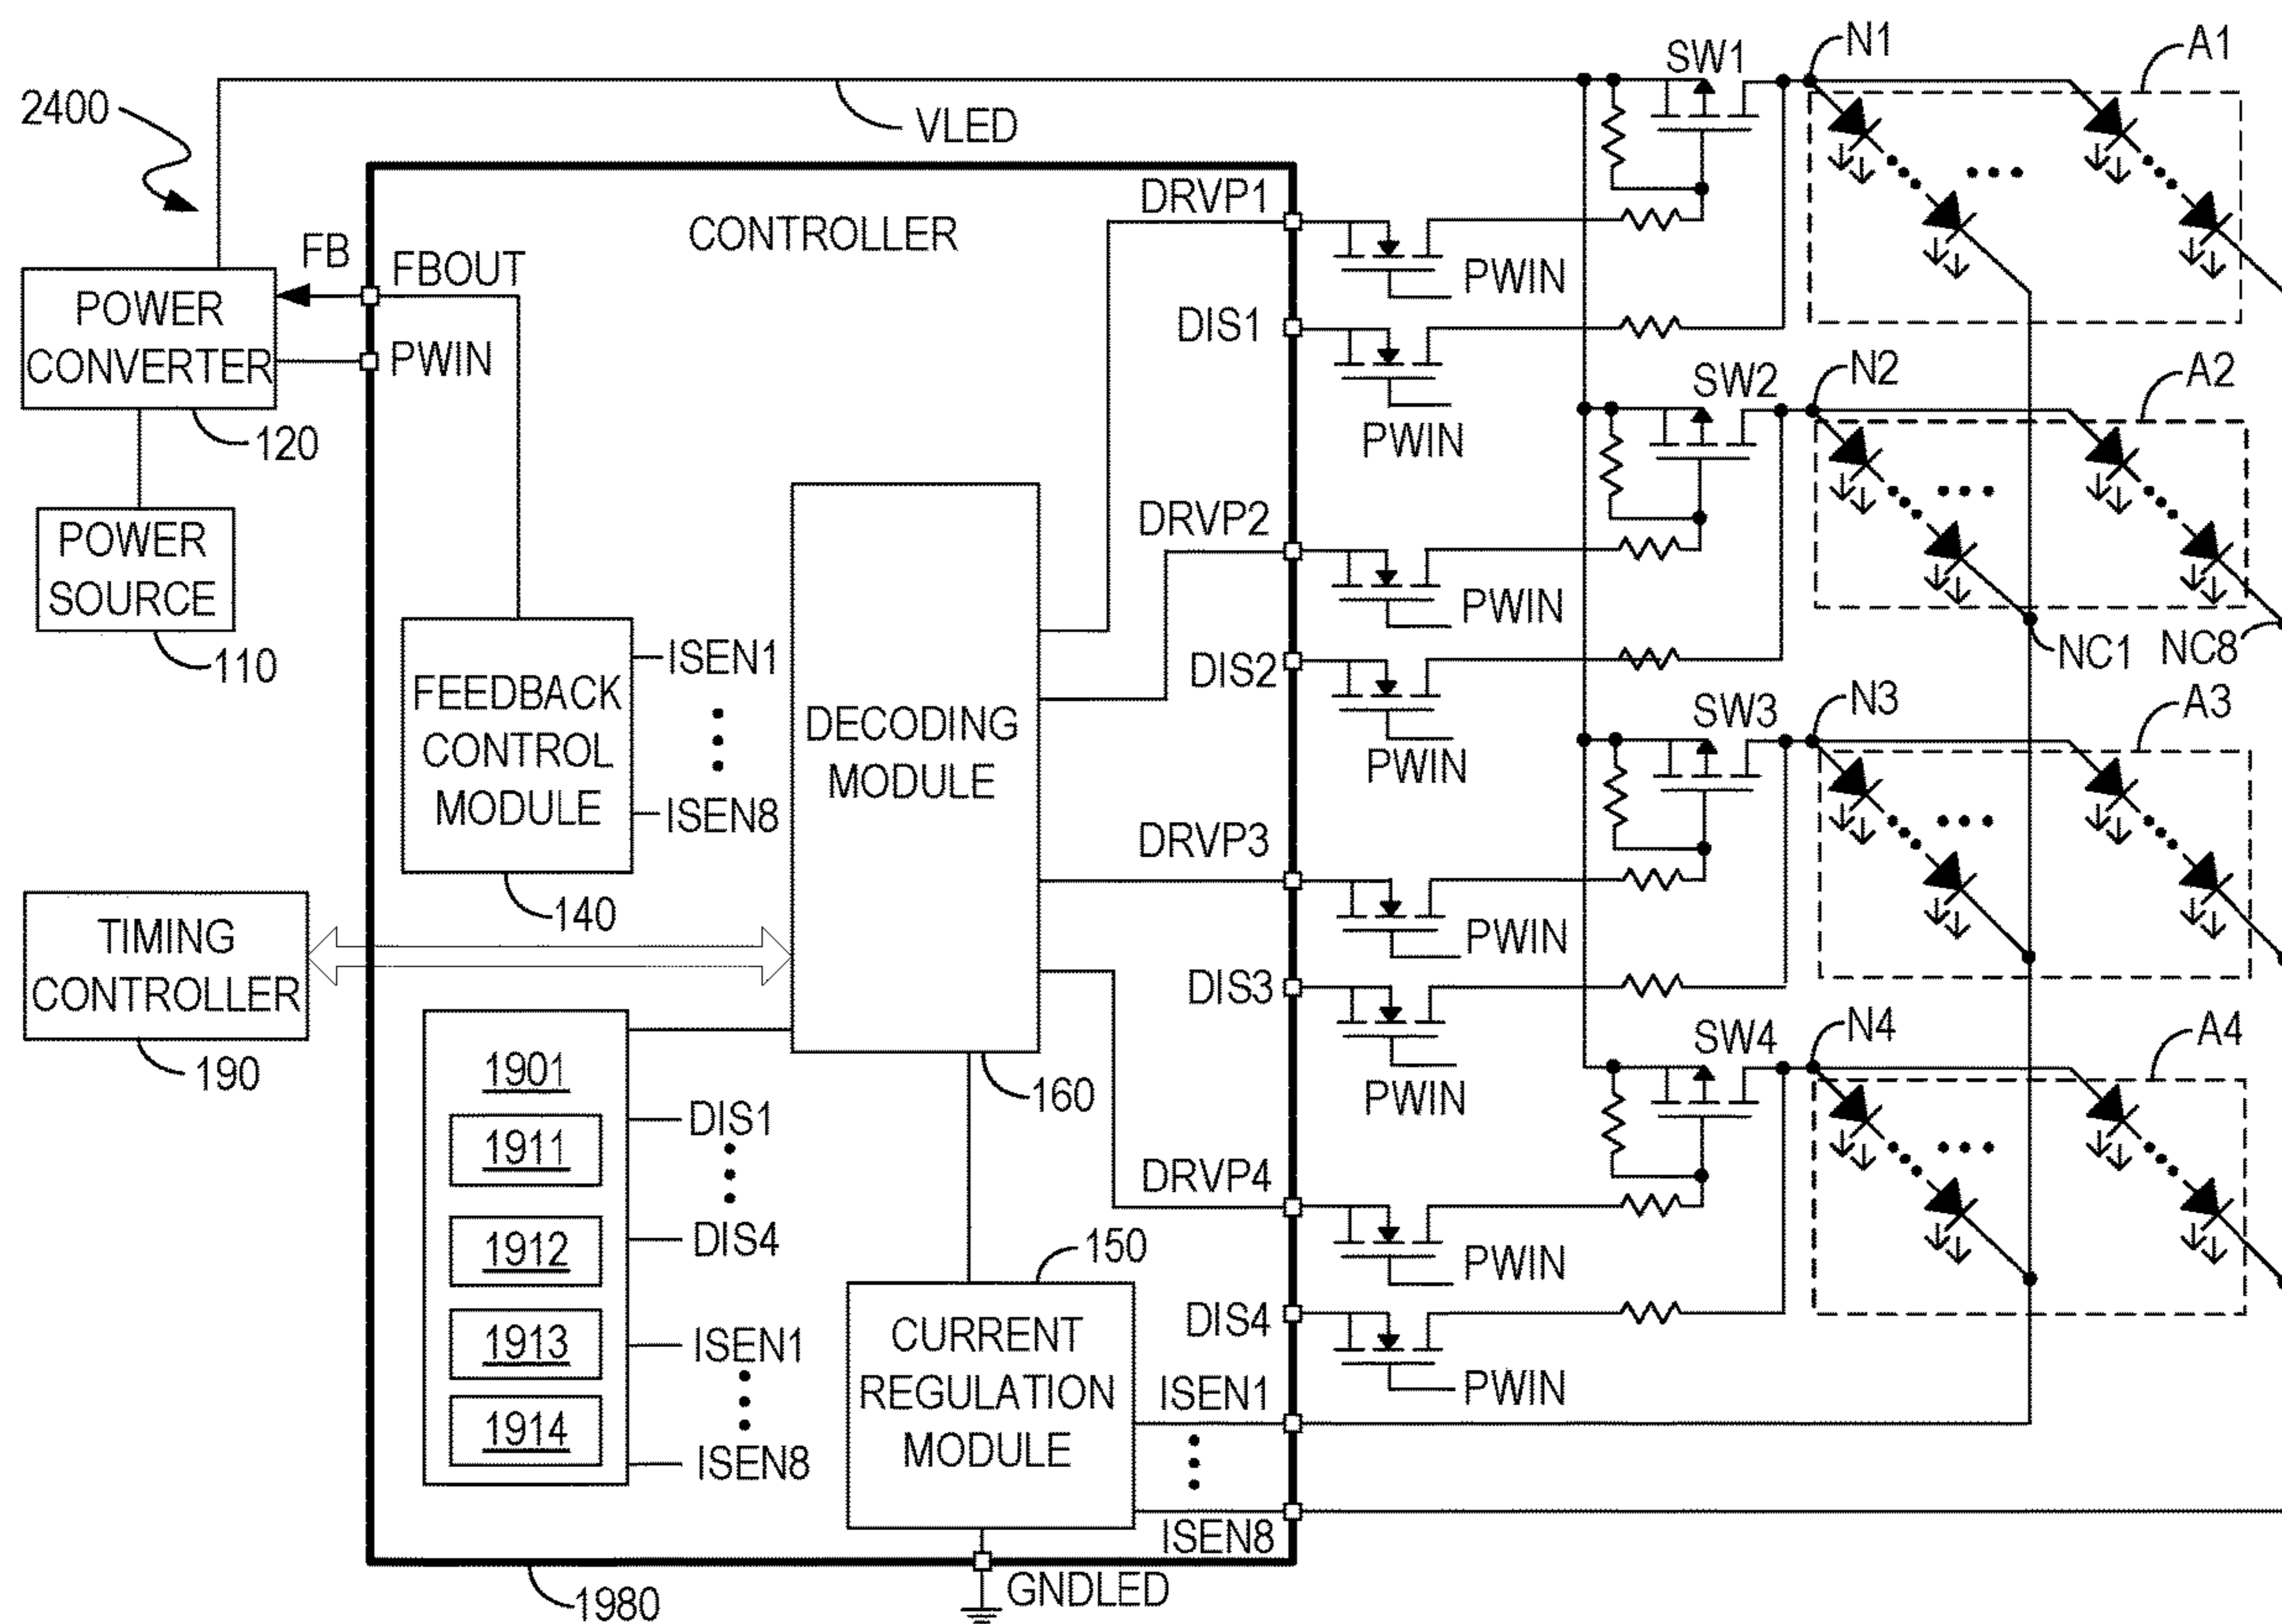 2400
VLED
SW1
N1
A1
FB
FBOUT
PWIN
CONTROLLER
DRVP1
PWIN
DIS1
PWIN
POWER
CONVERTER
120
POWER
SOURCE
110
SW2
N2
A2
DRVP2
PWIN
DIS2
PWIN
NC1
NC8
FEEDBACK
CONTROL
MODULE
140
ISEN1
ISEN8
DECODING
MODULE
160
SW3
N3
A3
DRVP3
PWIN
DIS3
PWIN
TIMING
CONTROLLER
190
SW4
N4
A4
1901
1911
1912
1913
1914
DIS1
DIS4
ISEN1
ISEN8
DRVP4
PWIN
DIS4
PWIN
150
CURRENT
REGULATION
MODULE
ISEN1
ISEN8
GNDLED
1980